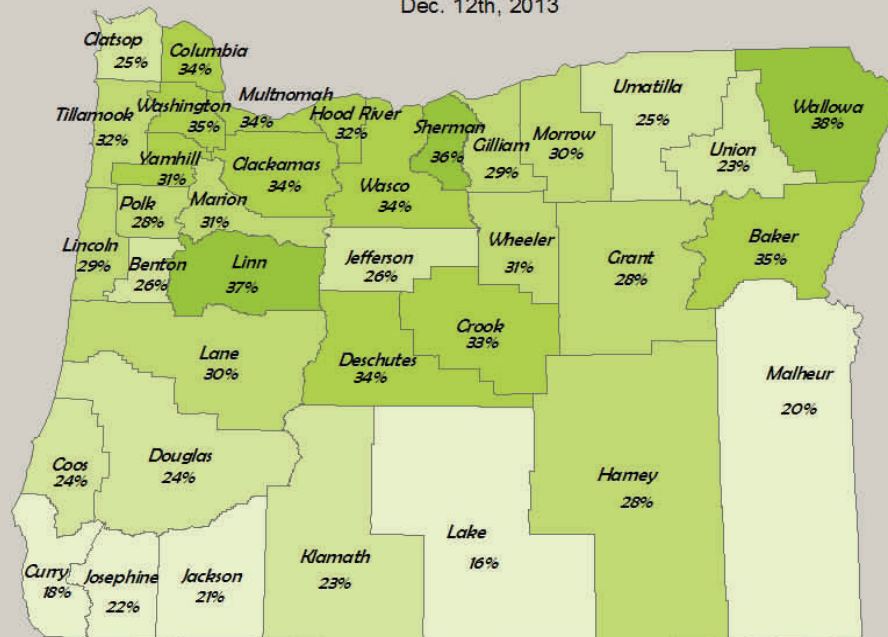 Dec. 12th, 2013
Clatsop
25%
Columbia
34%
Tillamook
32%
Washington
35%
Multnomah
34%
Hood River
32%
Sherman
36%
Gilliam
29%
Morrow
30%
Umatilla
25%
Union
23%
Wallowa
38%
Yamhill
31%
Clackamas
34%
Wasco
34%
Polk
28%
Marion
31%
Lincoln
29%
Benton
26%
Linn
37%
Jefferson
26%
Wheeler
31%
Grant
28%
Baker
35%
Lane
30%
Deschutes
34%
Crook
33%
Malheur
20%
Coos
24%
Douglas
24%
Harney
28%
Curry
18%
Josephine
22%
Jackson
21%
Klamath
23%
Lake
16%